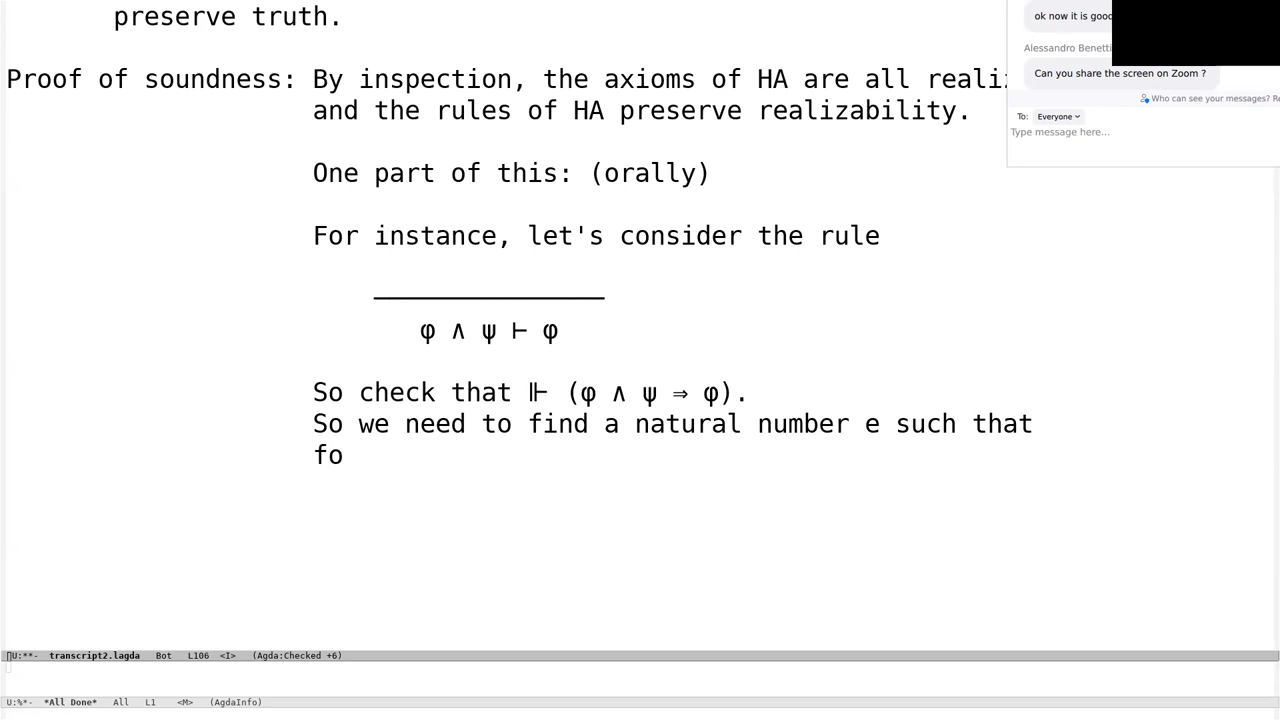 preserve truth.
Proof of soundness: By inspection, the axioms of HA are all realiz
and the rules of HA preserve realizability.
One part of this: (orally)
For instance, let's consider the rule
φ ∧ ψ ⊢ φ
So check that ⊩ (φ ∧ ψ ⇒ φ).
So we need to find a natural number e such that
fo
ok now it is good
Alessandro Benetti
Can you share the screen on Zoom ?
Who can see your messages? Re
To: Everyone
Type message here...
U:**- transcript2.lagda Bot L106 <I> (Agda:Checked +6)
U:%*- *All Done* All L1 <M> (AgdaInfo)